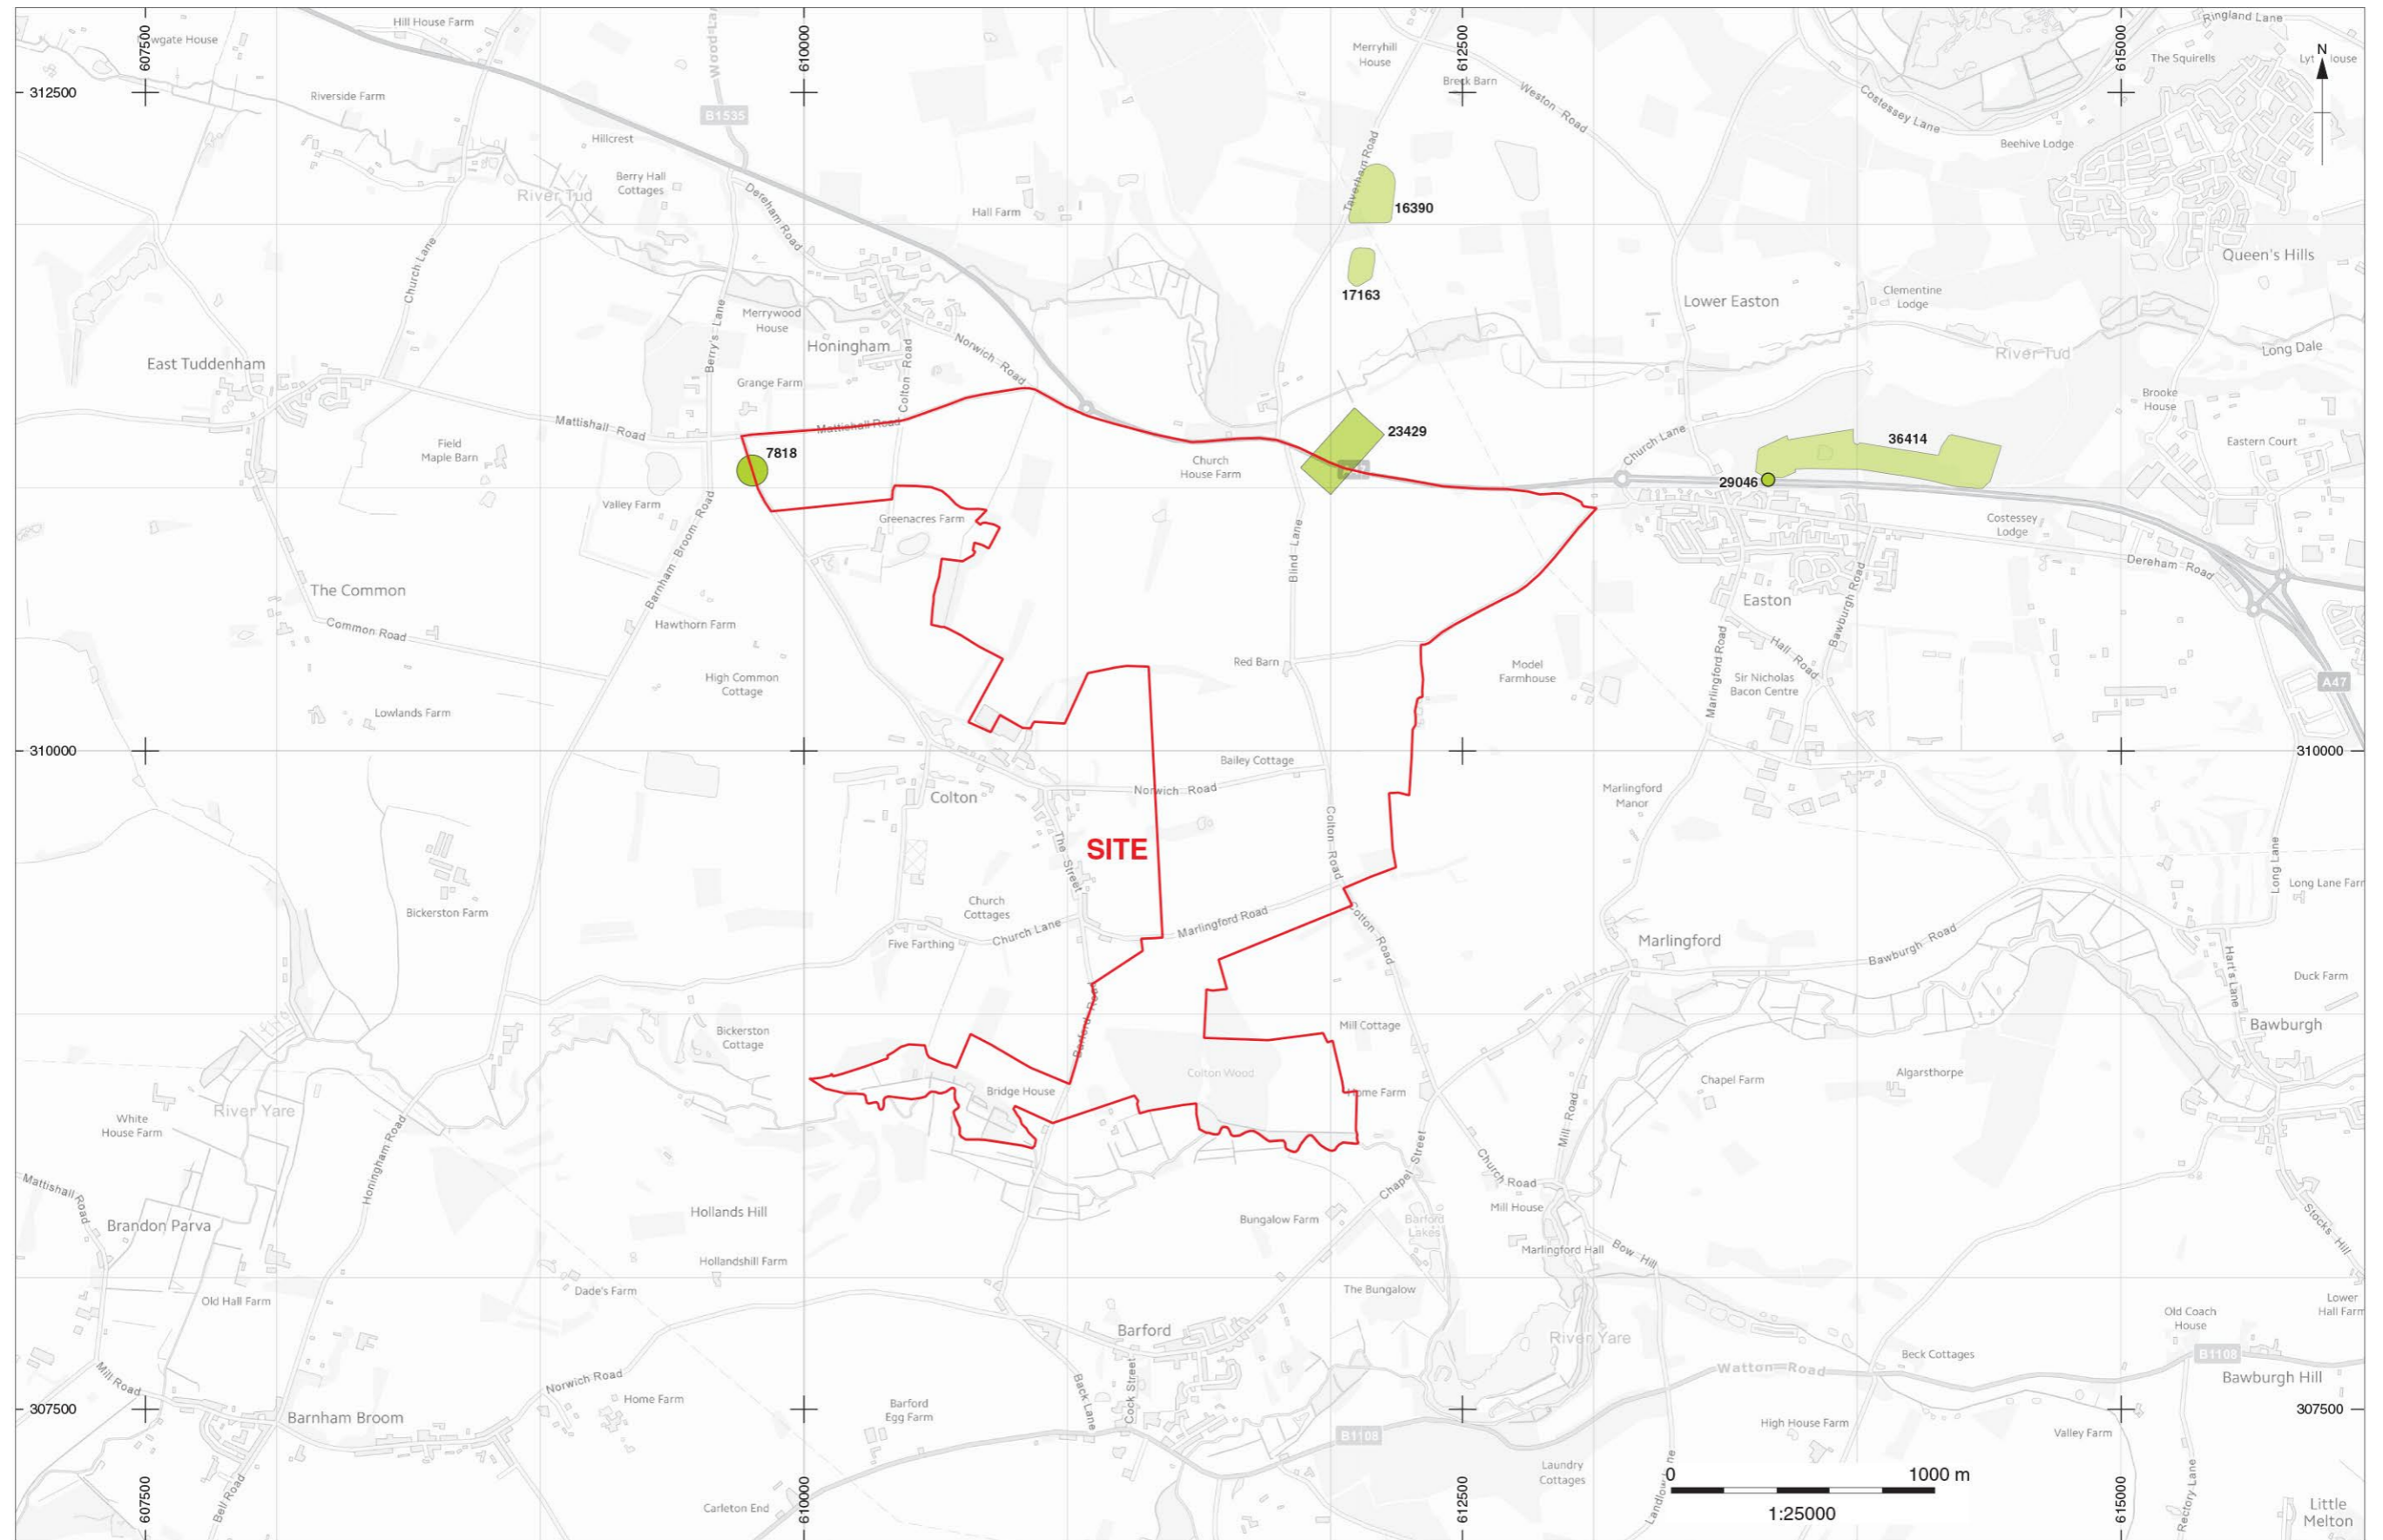 Hill House Farm
607500
Wood Lan
610000
Merryhill
House
612500
615000
Ringland Lane
The Squirells
N
312500
Riverside Farm
B1535
Hillcrest
Breck Barn
Weston Road
Costessey Lane
Beehive Lodge
Berry Hall
Cottages
River Tud
Dereham Road
Hall Farm
Taverham Road
16390
Church Lane
Queen's Hills
17163
Lower Easton
Clementine
Lodge
Merrywood
House
Berry's Lane
Honingham
Norwich Road
Colton Road
River Tud
Long Dale
East Tuddenham
Grange Farm
Brooke
House
Mattishall Road
Mattishall Road
Field
Maple Barn
7818
Church
House Farm
23429
Church Lane
36414
29046
Eastern Court
Valley Farm
Greenacres Farm
Blind Lane
Costessey
Lodge
Dereham Road
Barnham Broom Road
The Common
Common Road
Hawthorn Farm
Easton
Bawburgh Road
Hall Road
Marlingford Road
Red Barn
Model
Farmhouse
High Common
Cottage
Lowlands Farm
Sir Nicholas
Bacon Centre
A47
310000
310000
Bailey Cottage
Norwich Road
Colton
Marlingford
Manor
The Street
SITE
Colton Road
Long Lane
Long Lane Farr
Bickerston Farm
Church
Cottages
Five Farthing
Church Lane
Marlingford Road
Colton Road
Marlingford
Bawburgh Road
Hart's Lane
Duck Farm
Barford Roa
Bickerston
Cottage
Mill Cottage
Bawburgh
Colton Wood
Bridge House
Home Farm
Chapel Farm
Algarsthorpe
White
House Farm
River Yare
Honingham Road
Mill Road
Chapel Street
Church Road
Mattishall Road
Brandon Parva
Hollands Hill
Bungalow Farm
Barford
Lakes
Mill House
Stocks Hill
Marlingford Hall
Bow Hill
Hollandshill Farm
Dade's Farm
Old Hall Farm
The Bungalow
Lower
Hall Farm
Old Coach
House
Barford
River Yare
B1108
Beck Cottages
Watton Road
Bawburgh Hill
Mill Road
Norwich Road
Home Farm
Back Lane
Cock Street
Barford
Egg Farm
307500
307500
Barnham Broom
B1108
High House Farm
Valley Farm
Bell Road
607500
Carleton End
610000
612500
Laundry
Cottages
0
1000 m
1:25000
615000
Rectory Lane
Little
Melton